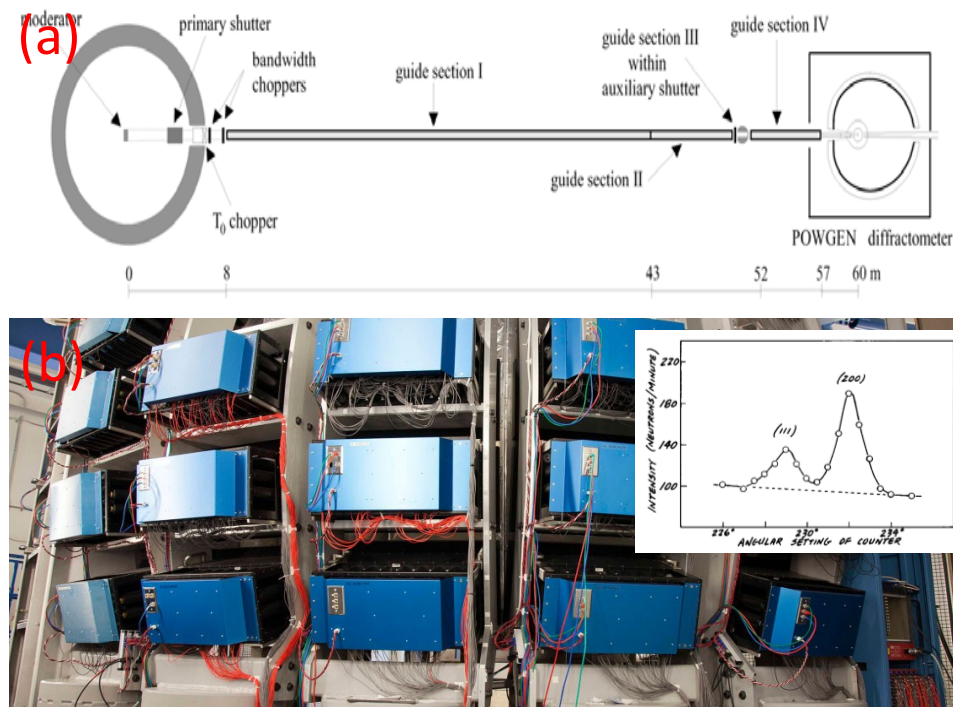 (a)
moderator
primary shutter
bandwidth
choppers
guide section I
guide section III
within
auxiliary shutter
guide section IV
guide section II
T0 chopper
POWGEN diffractometer
0 8 43 52 57 60 m
(b)
INTENSITY (NEUTRONS/MINUTE)
220
180
140
100
(111)
(200)
226° 230° 234°
ANGULAR SETTING OF COUNTER